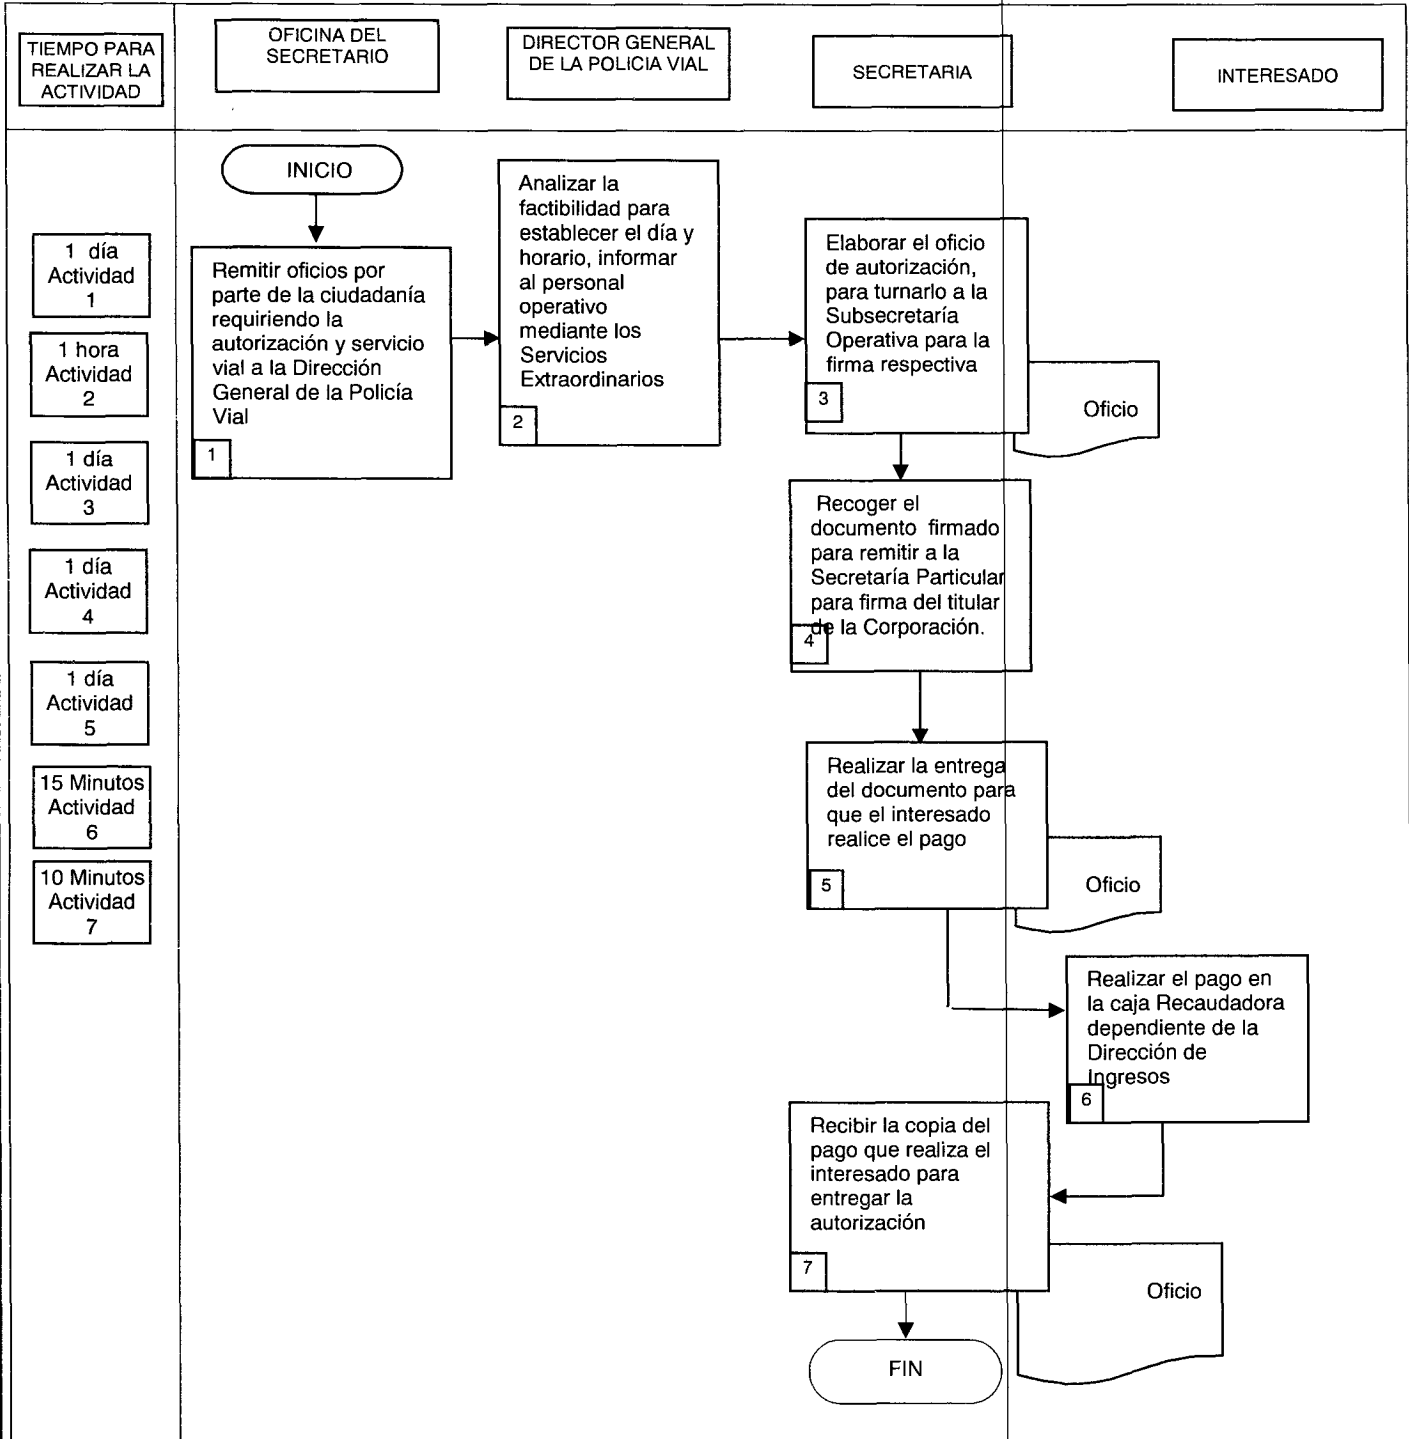 TIEMPO PARA
REALIZAR LA
ACTIVIDAD
OFICINA DEL
SECRETARIO
DIRECTOR GENERAL
DE LA POLICIA VIAL
SECRETARIA
INTERESADO
INICIO
1 día
Actividad
1
1 hora
Actividad
2
1 día
Actividad
3
1 día
Actividad
4
1 día
Actividad
5
15 Minutos
Actividad
6
10 Minutos
Actividad
7
Remitir oficios por
parte de la ciudadanía
requiriendo la
autorización y servicio
vial a la Dirección
General de la Policía
Vial
1
Analizar la
factibilidad para
establecer el día y
horario, informar
al personal
operativo
mediante los
Servicios
Extraordinarios
2
Elaborar el oficio
de autorización,
para turnarlo a la
Subsecretaría
Operativa para la
firma respectiva
3
Oficio
Recoger el
documento firmado
para remitir a la
Secretaría Particular
para firma del titular
de la Corporación.
4
Realizar la entrega
del documento para
que el interesado
realice el pago
5
Oficio
Realizar el pago en
la caja Recaudadora
dependiente de la
Dirección de
Ingresos
6
Recibir la copia del
pago que realiza el
interesado para
entregar la
autorización
7
Oficio
FIN